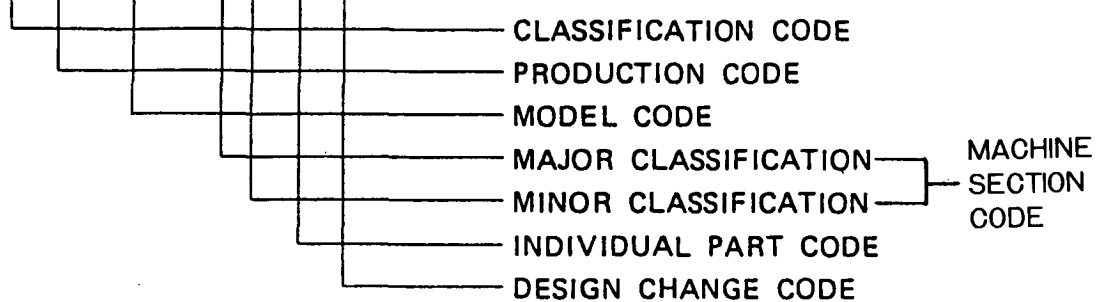 CLASSIFICATION CODE
PRODUCTION CODE
MODEL CODE
MAJOR CLASSIFICATION
MINOR CLASSIFICATION
MACHINE
SECTION
CODE
INDIVIDUAL PART CODE
DESIGN CHANGE CODE